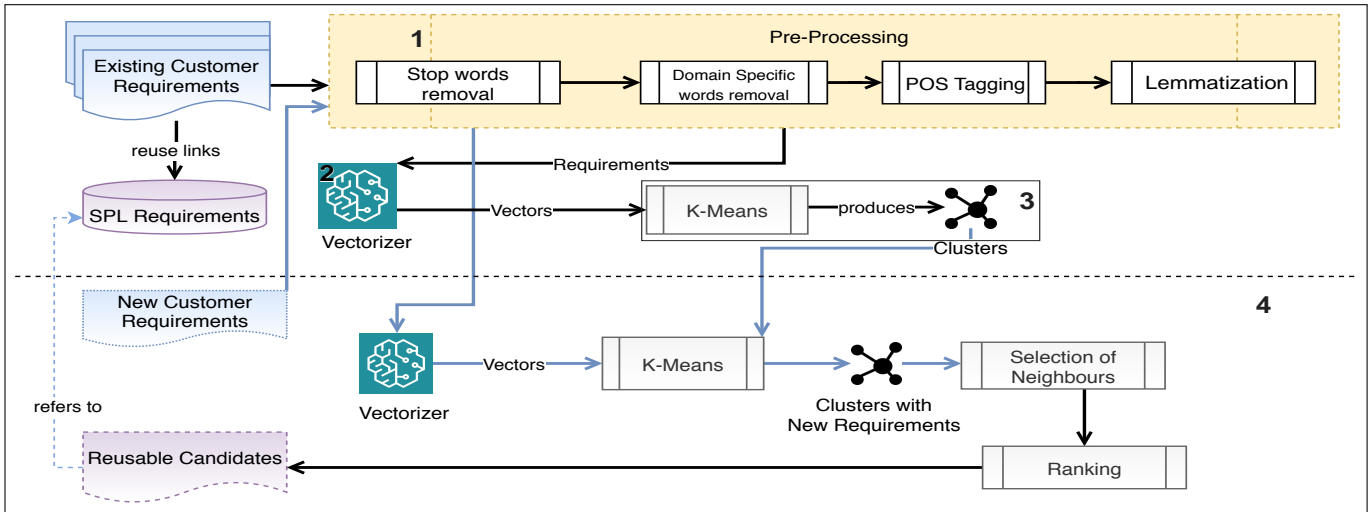 1
Pre-Processing
Existing Customer
Requirements
Stop words
removal
Domain Specific
words removal
POS Tagging
Lemmatization
reuse links
SPL Requirements
2
Vectorizer
Requirements
Vectors
K-Means
produces
3
Clusters
New Customer
Requirements
4
Vectorizer
Vectors
K-Means
Clusters with
New Requirements
Selection of
Neighbours
refers to
Reusable Candidates
Ranking